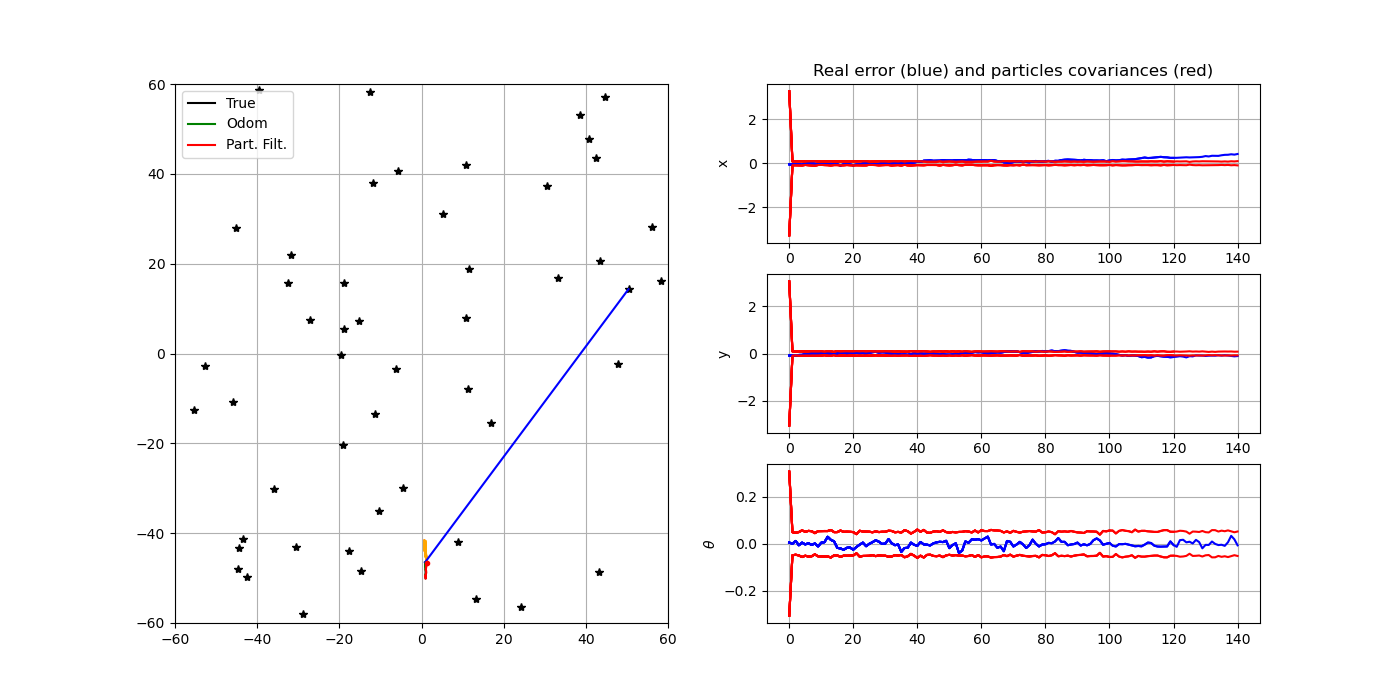 True
Odom
Part. Filt.
60
40
20
0
−20
−40
−60
−60 −40 −20 0 20 40 60
Real error (blue) and particles covariances (red)
x
2
0
−2
0 20 40 60 80 100 120 140
y
2
0
−2
0 20 40 60 80 100 120 140
θ
0.2
0.0
−0.2
0 20 40 60 80 100 120 140